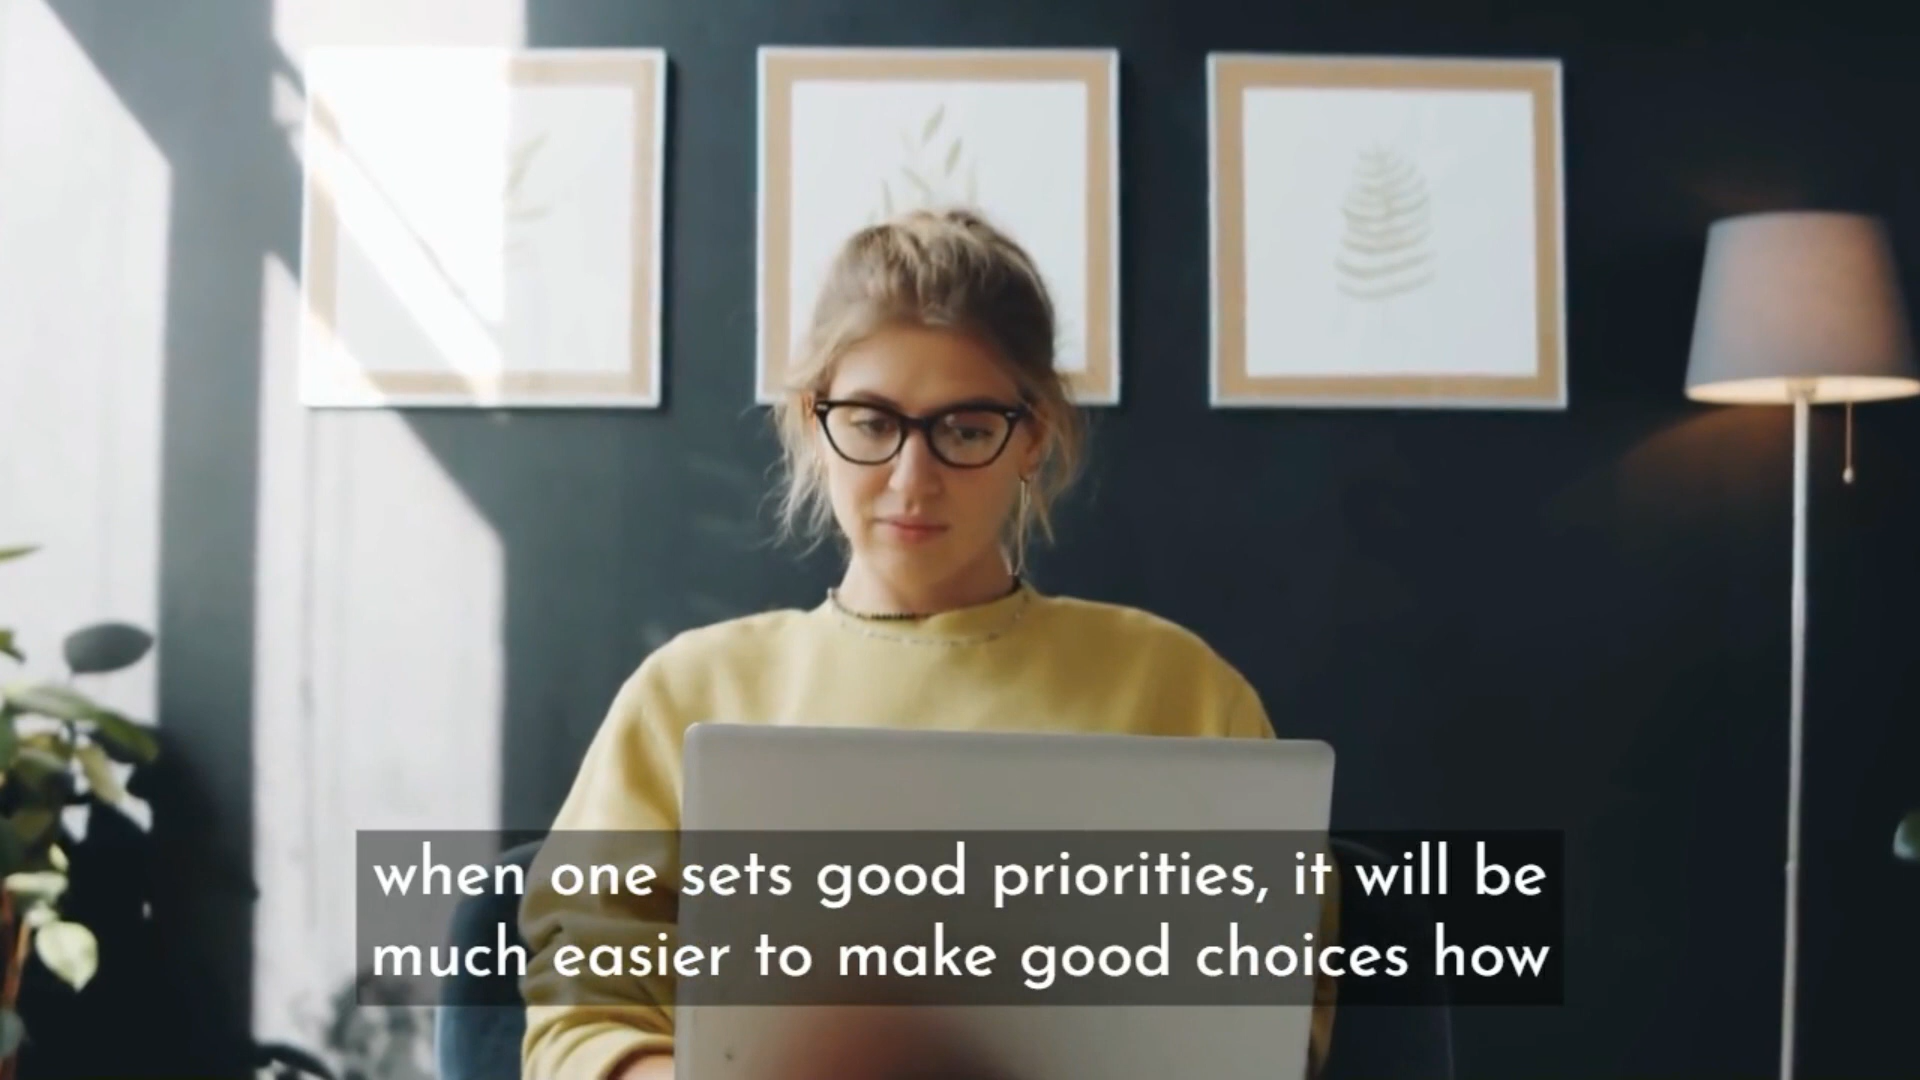 when one sets good priorities, it will be
much easier to make good choices how